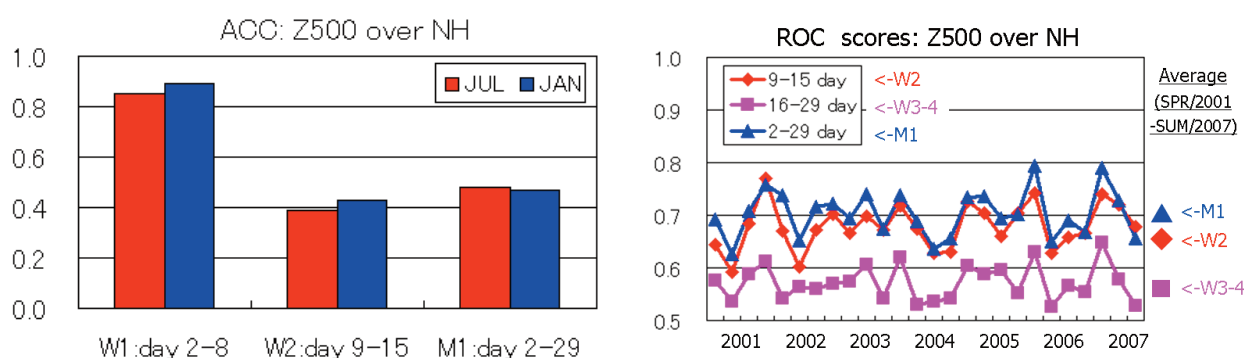 ACC: Z500 over NH
1.0
0.8
0.6
0.4
0.2
0.0
JUL JAN
W1:day 2-8 W2:day 9-15 M1:day 2-29
ROC scores: Z500 over NH
1.0
0.9
0.8
0.7
0.6
0.5
9-15 day <-W2
16-29 day <-W3-4
2-29 day <-M1
2001 2002 2003 2004 2005 2006 2007
Average
(SPR/2001
-SUM/2007)
<-M1
<-W2
<-W3-4